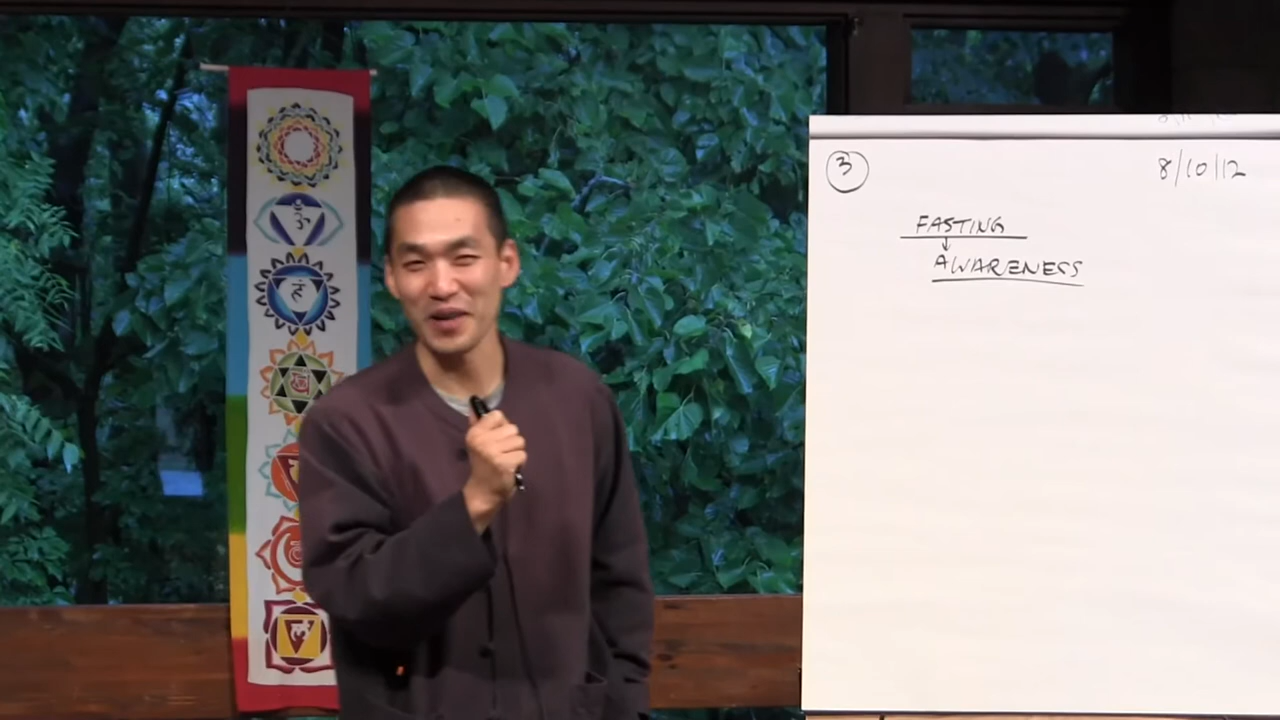 3
8/10/12
FASTING
AWARENESS
ॐ
हं